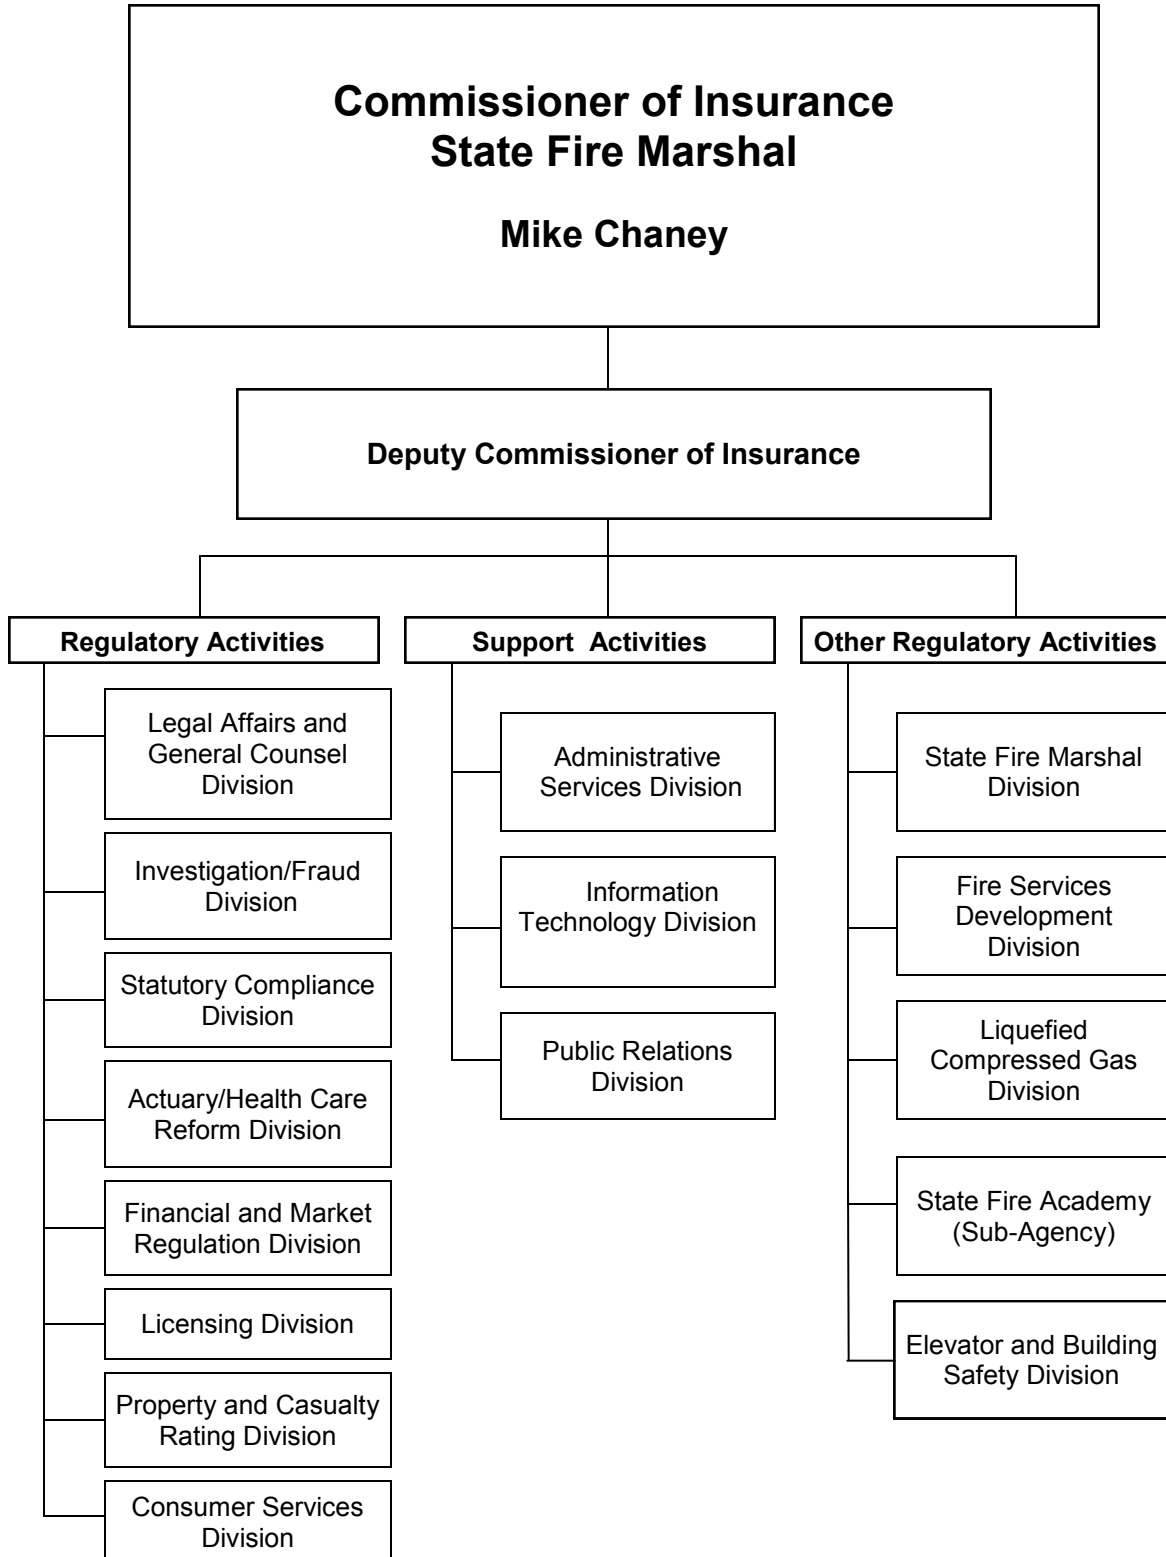 Commissioner of Insurance
State Fire Marshal
Mike Chaney
Deputy Commissioner of Insurance
Regulatory Activities
Legal Affairs and
General Counsel
Division
Investigation/Fraud
Division
Statutory Compliance
Division
Actuary/Health Care
Reform Division
Financial and Market
Regulation Division
Licensing Division
Property and Casualty
Rating Division
Consumer Services
Division
Support  Activities
Administrative
Services Division
Information
Technology Division
Public Relations
Division
Other Regulatory Activities
State Fire Marshal
Division
Fire Services
Development
Division
Liquefied
Compressed Gas
Division
State Fire Academy
(Sub-Agency)
Elevator and Building
Safety Division